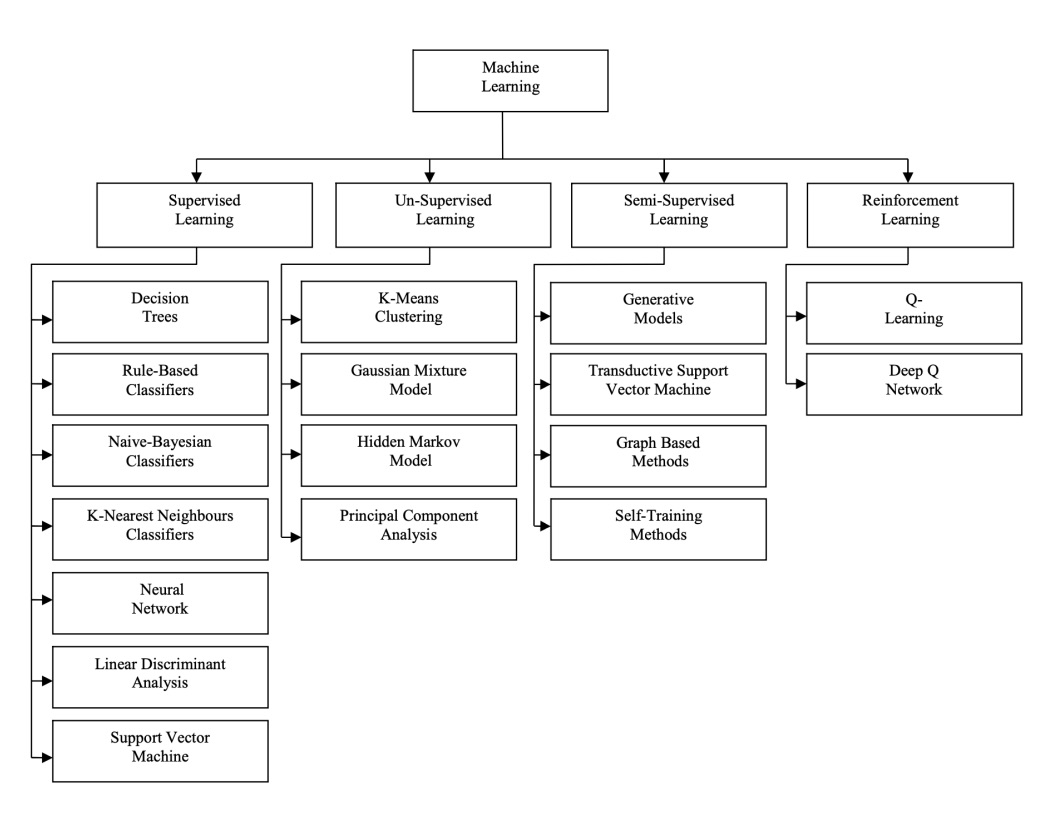 Machine
Learning
Supervised
Learning
Un-Supervised
Learning
Semi-Supervised
Learning
Reinforcement
Learning
Decision
Trees
Rule-Based
Classifiers
Naive-Bayesian
Classifiers
K-Nearest Neighbours
Classifiers
Neural
Network
Linear Discriminant
Analysis
Support Vector
Machine
K-Means
Clustering
Gaussian Mixture
Model
Hidden Markov
Model
Principal Component
Analysis
Generative
Models
Transductive Support
Vector Machine
Graph Based
Methods
Self-Training
Methods
Q-
Learning
Deep Q
Network